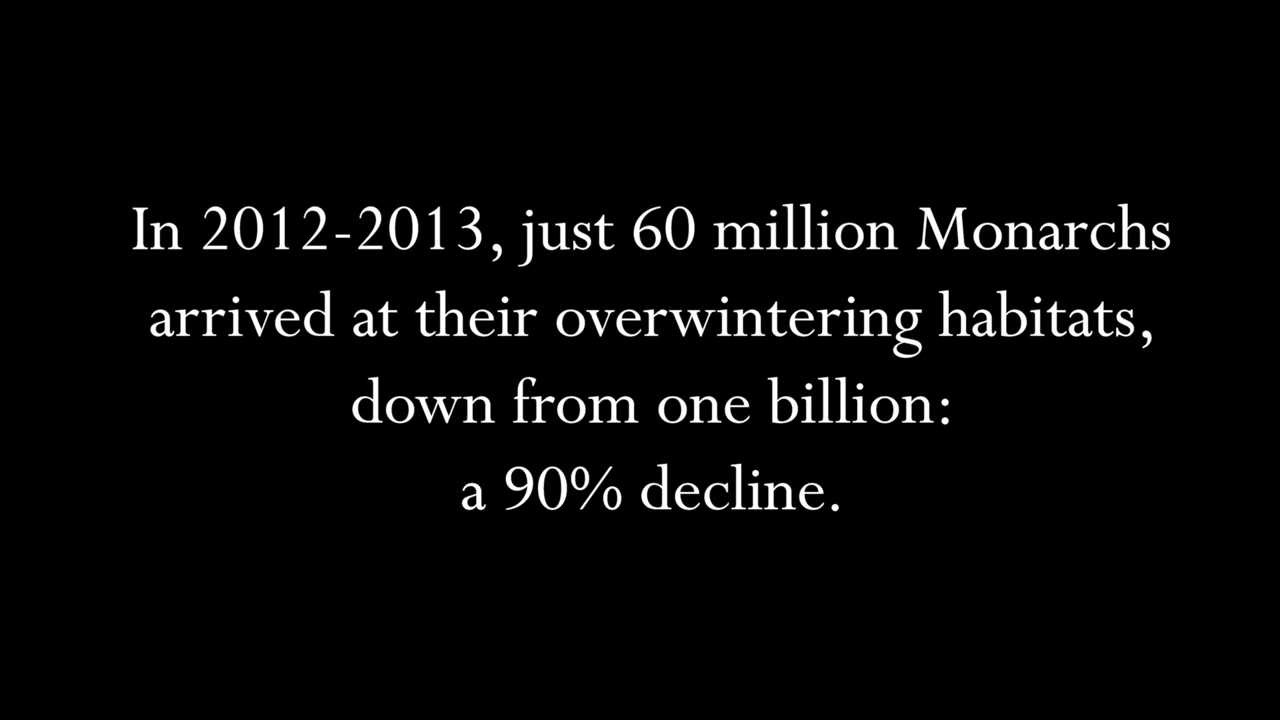 In 2012-2013, just 60 million Monarchs
arrived at their overwintering habitats,
down from one billion:
a 90% decline.